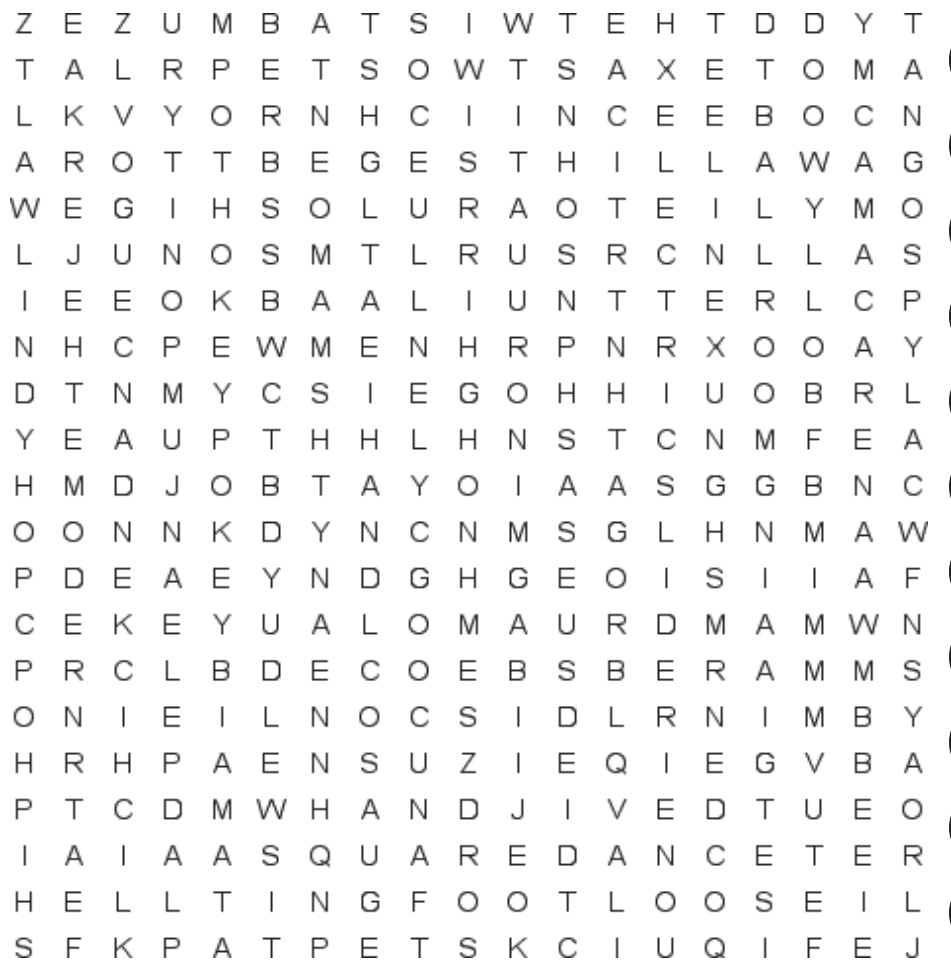 Z E Z U M B A T S I W T E H T D D Y T
T A L R P E T S O W T S A X E T O M A
L K V Y O R N H C I I N C E E B O C N
A R O T T B E G E S T H I L L A W A G
W E G I H S O L U R A O T E I L Y M O
L J U N O S M T L R U S R C N L L A S
I E E O K B A A L I U N T T E R L C P
N H C P E W M E N H R P N R X O O A Y
D T N M Y C S I E G O H H I U O B R L
Y E A U P T H H L H N S T C N M F E A
H M D J O B T A Y O I A A S G G B N C
O O N N K D Y N C N M S G L H N M A W
P D E A E Y N D G H G E O I S I I A F
C E K E Y U A L O M A U R D M A M W N
P R C L B D E C O E B S B E R A M M S
O N I E I L N O C S I D L R N I M B Y
H R H P A E N S U Z I E Q I E G V B A
P T C D M W H A N D J I V E D T U E O
I A I A A S Q U A R E D A N C E T E R
H E L L T I N G F O O T L O O S E I L
S F K P A T P E T S K C I U Q I F E J